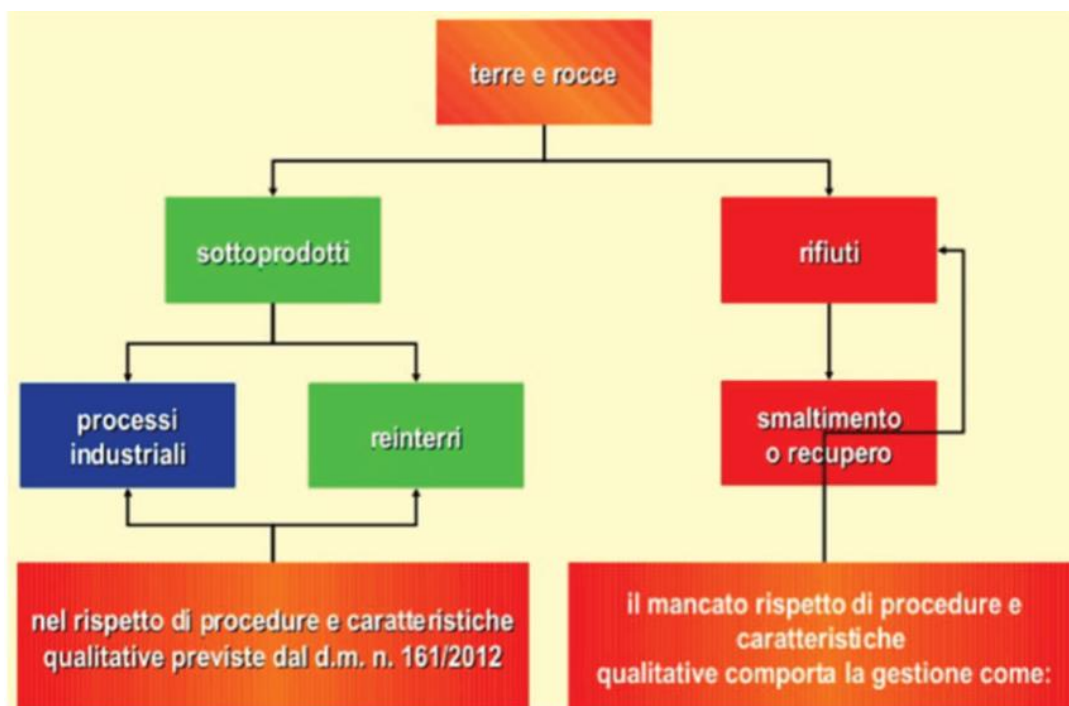 terre e rocce
sottoprodotti
rifiuti
processi
industriali
reinterri
smaltimento
o recupero
nel rispetto di procedure e caratteristiche
qualitative previste dal d.m. n. 161/2012
il mancato rispetto di procedure e
caratteristiche
qualitative comporta la gestione come: